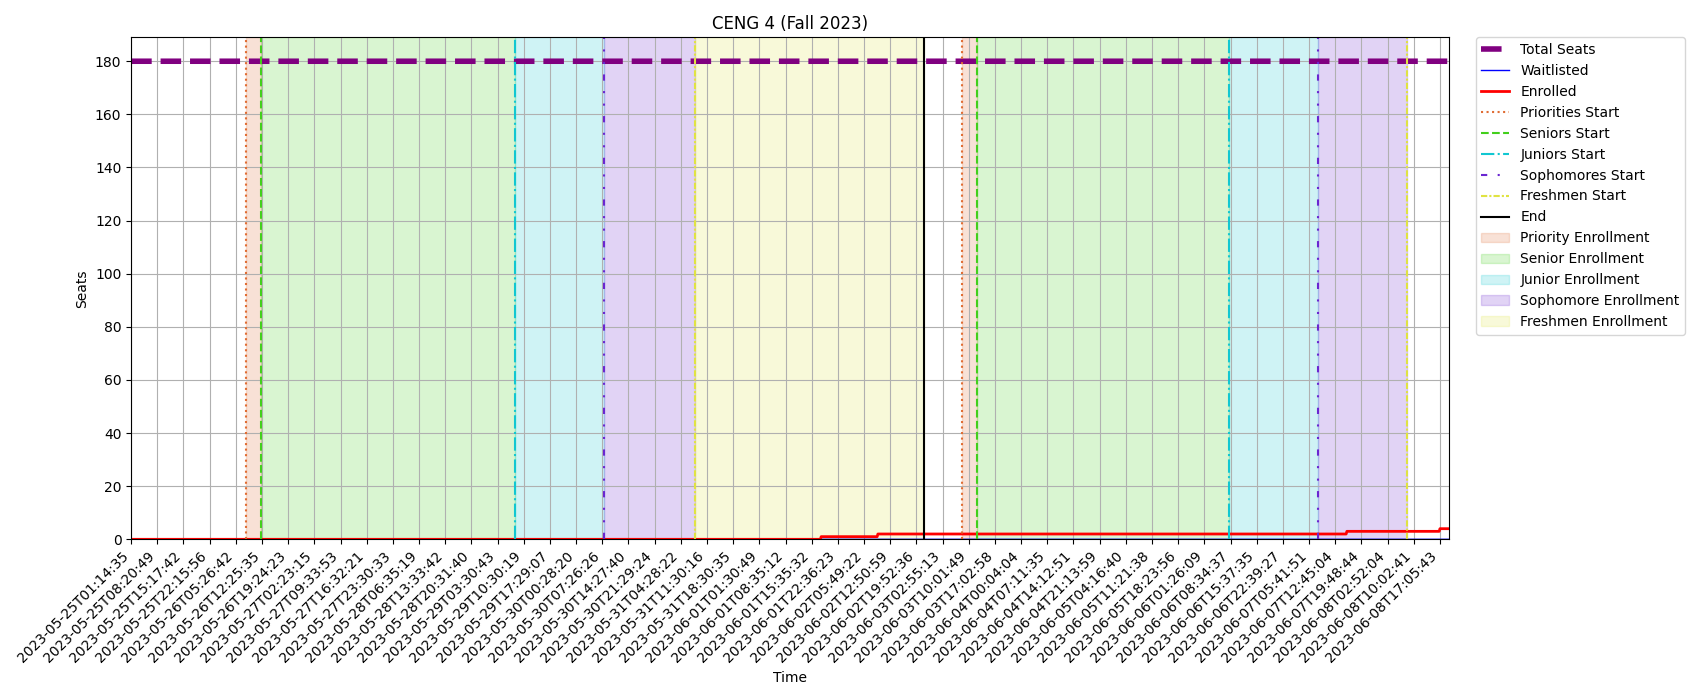 CENG 4 (Fall 2023)
Seats
180
160
140
120
100
80
60
40
20
0
2023-05-25T01:14:35
2023-05-25T08:20:49
2023-05-25T15:17:42
2023-05-25T22:15:56
2023-05-26T05:26:42
2023-05-26T12:25:35
2023-05-26T19:24:23
2023-05-27T02:23:15
2023-05-27T09:33:53
2023-05-27T16:32:21
2023-05-27T23:30:33
2023-05-28T06:35:19
2023-05-28T13:33:42
2023-05-28T20:31:40
2023-05-29T03:30:43
2023-05-29T10:30:19
2023-05-29T17:29:07
2023-05-30T00:28:20
2023-05-30T07:26:26
2023-05-30T14:27:40
2023-05-30T21:29:24
2023-05-31T04:28:22
2023-05-31T11:30:16
2023-05-31T18:30:35
2023-06-01T01:30:49
2023-06-01T08:35:12
2023-06-01T15:35:32
2023-06-01T22:36:23
2023-06-02T05:49:22
2023-06-02T12:50:59
2023-06-02T19:52:36
2023-06-03T02:55:13
2023-06-03T10:01:49
2023-06-03T17:02:58
2023-06-04T00:04:04
2023-06-04T07:11:35
2023-06-04T14:12:51
2023-06-04T21:13:59
2023-06-05T04:16:40
2023-06-05T11:21:38
2023-06-05T18:23:56
2023-06-06T01:26:09
2023-06-06T08:34:37
2023-06-06T15:37:35
2023-06-06T22:39:27
2023-06-07T05:41:51
2023-06-07T12:45:04
2023-06-07T19:48:44
2023-06-08T02:52:04
2023-06-08T10:02:41
2023-06-08T17:05:43
Time
Total Seats
Waitlisted
Enrolled
Priorities Start
Seniors Start
Juniors Start
Sophomores Start
Freshmen Start
End
Priority Enrollment
Senior Enrollment
Junior Enrollment
Sophomore Enrollment
Freshmen Enrollment